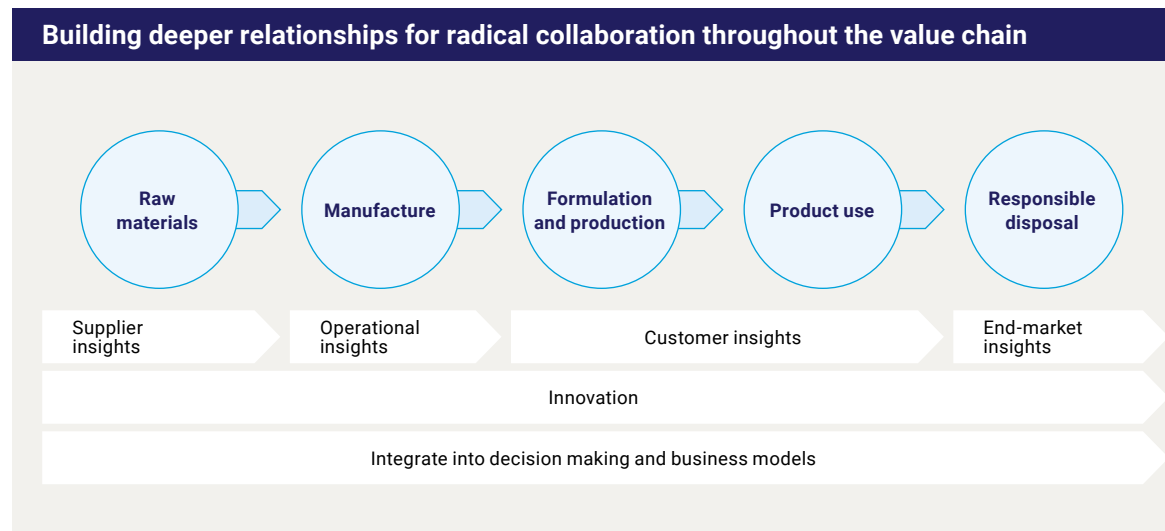 Building deeper relationships for radical collaboration throughout the value chain
Raw
materials
Manufacture
Formulation
and production
Product use
Responsible
disposal
Supplier
insights
Operational
insights
Customer insights
End-market
insights
Innovation
Integrate into decision making and business models